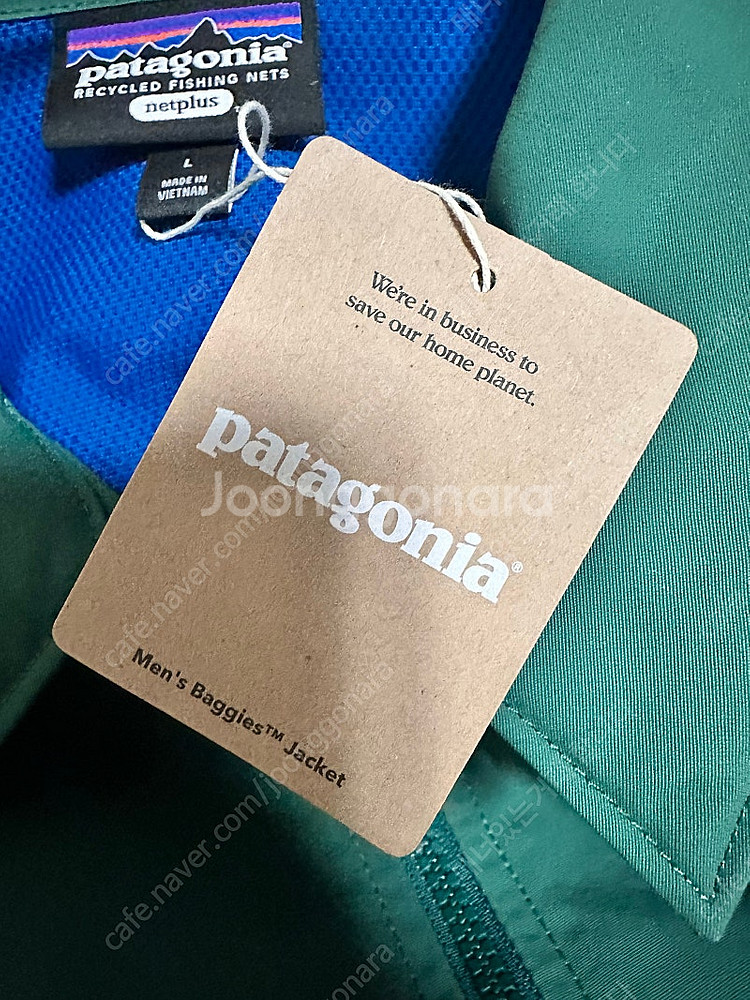 patagonia®
RECYCLED FISHING NETS
netplus
L
MADE IN
VIETNAM
We're in business to
save our home planet.
patagonia®
Joonggonara
Men's Baggies™ Jacket
cafe.naver.com/joonggonara
cafe.naver.com/joonggonara
cafe.naver.com/joonggonara